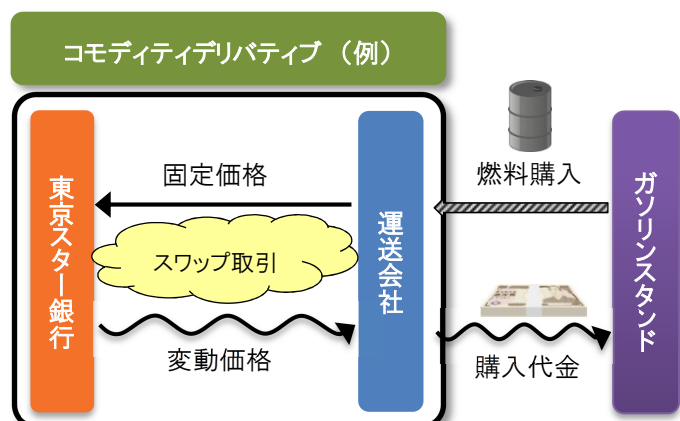 コモディティデリバティブ （例）
東京スター銀行
固定価格
スワップ取引
変動価格
運送会社
燃料購入
購入代金
ガソリンスタンド